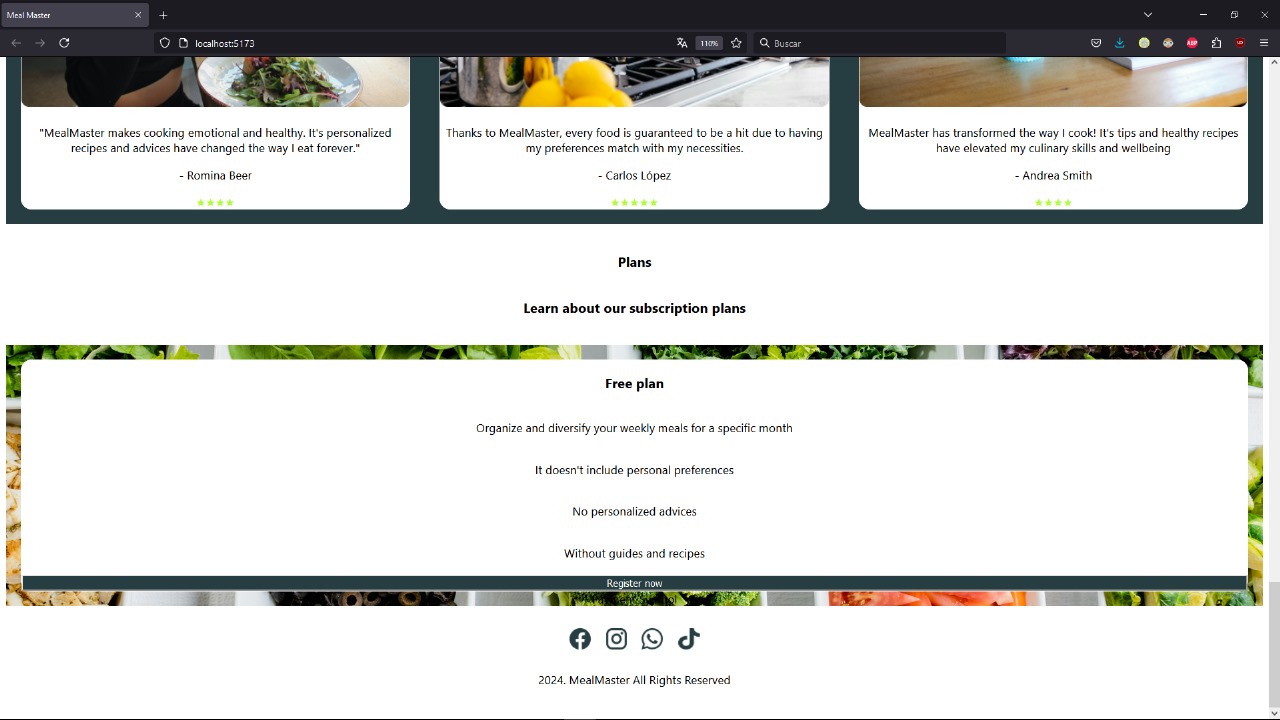 Meal Master
localhost:5173
110%
Buscar
ABP
"MealMaster makes cooking emotional and healthy. It's personalized
recipes and advices have changed the way I eat forever."
- Romina Beer
★★★★
Thanks to MealMaster, every food is guaranteed to be a hit due to having
my preferences match with my necessities.
- Carlos López
★★★★★
MealMaster has transformed the way I cook! It's tips and healthy recipes
have elevated my culinary skills and wellbeing
- Andrea Smith
★★★★
Plans
Learn about our subscription plans
Free plan
Organize and diversify your weekly meals for a specific month
It doesn't include personal preferences
No personalized advices
Without guides and recipes
Register now
2024. MealMaster All Rights Reserved